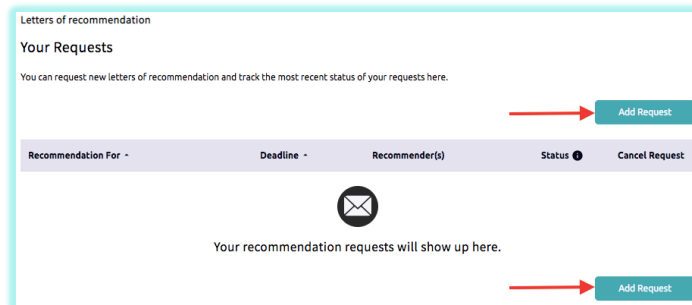 Letters of recommendation
Your Requests
You can request new letters of recommendation and track the most recent status of your requests here.
Add Request
Recommendation For Deadline Recommender(s) Status Cancel Request
Your recommendation requests will show up here.
Add Request